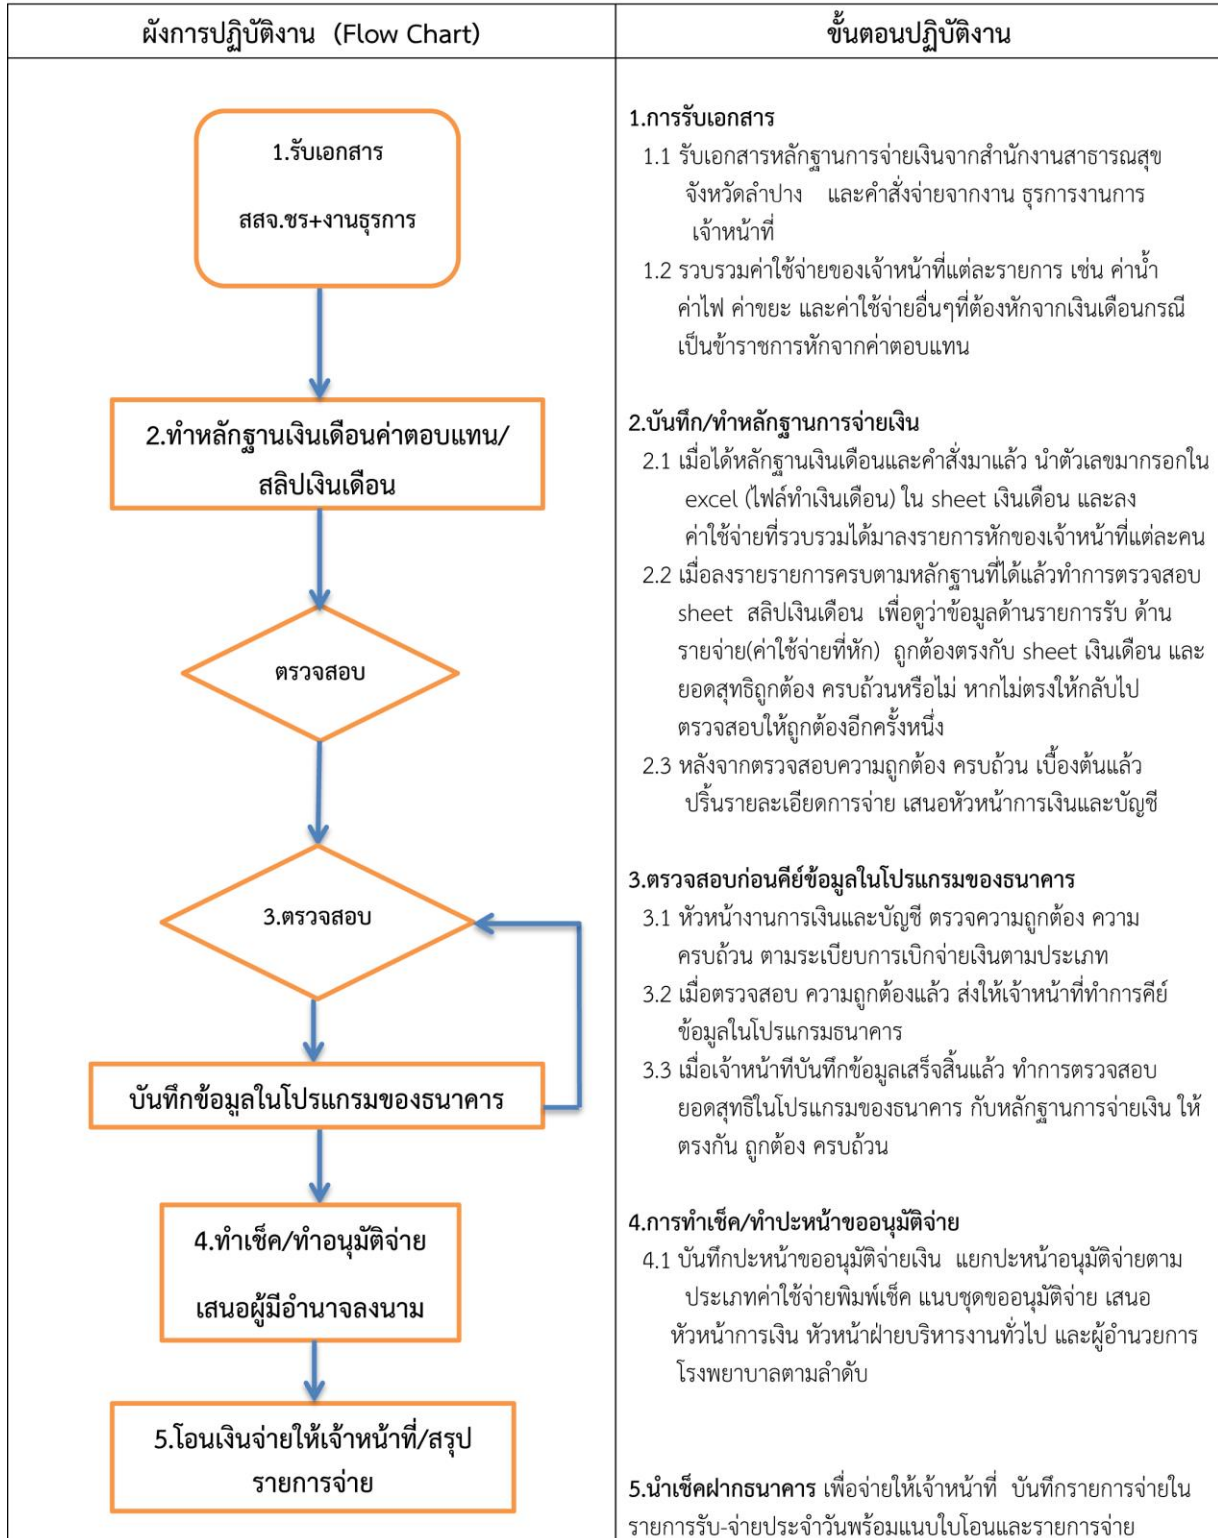 ผังการปฏิบัติงาน (Flow Chart)
ขั้นตอนปฏิบัติงาน
1.รับเอกสาร
สสจ.ชร+งานธุรการ
2.ทำหลักฐานเงินเดือนค่าตอบแทน/
สลิปเงินเดือน
ตรวจสอบ
3.ตรวจสอบ
บันทึกข้อมูลในโปรแกรมของธนาคาร
4.ทำเช็ค/ทำอนุมัติจ่าย
เสนอผู้มีอำนาจลงนาม
5.โอนเงินจ่ายให้เจ้าหน้าที่/สรุป
รายการจ่าย
1.การรับเอกสาร
1.1 รับเอกสารหลักฐานการจ่ายเงินจากสำนักงานสาธารณสุข
จังหวัดลำปาง และคำสั่งจ่ายจากงาน ธุรการงานการ
เจ้าหน้าที่
1.2 รวบรวมค่าใช้จ่ายของเจ้าหน้าที่แต่ละรายการ เช่น ค่าน้ำ
ค่าไฟ ค่าขยะ และค่าใช้จ่ายอื่นๆที่ต้องหักจากเงินเดือนกรณี
เป็นข้าราชการหักจากค่าตอบแทน
2.บันทึก/ทำหลักฐานการจ่ายเงิน
2.1 เมื่อได้หลักฐานเงินเดือนและคำสั่งมาแล้ว นำตัวเลขมากรอกใน
excel (ไฟล์ทำเงินเดือน) ใน sheet เงินเดือน และลง
ค่าใช้จ่ายที่รวบรวมได้มาลงรายการหักของเจ้าหน้าที่แต่ละคน
2.2 เมื่อลงรายรายการครบตามหลักฐานที่ได้แล้วทำการตรวจสอบ
sheet สลิปเงินเดือน เพื่อดูว่าข้อมูลด้านรายการรับ ด้าน
รายจ่าย(ค่าใช้จ่ายที่หัก) ถูกต้องตรงกับ sheet เงินเดือน และ
ยอดสุทธิถูกต้อง ครบถ้วนหรือไม่ หากไม่ตรงให้กลับไป
ตรวจสอบให้ถูกต้องอีกครั้งหนึ่ง
2.3 หลังจากตรวจสอบความถูกต้อง ครบถ้วน เบื้องต้นแล้ว
ปริ้นรายละเอียดการจ่าย เสนอหัวหน้าการเงินและบัญชี
3.ตรวจสอบก่อนคีย์ข้อมูลในโปรแกรมของธนาคาร
3.1 หัวหน้างานการเงินและบัญชี ตรวจความถูกต้อง ความ
ครบถ้วน ตามระเบียบการเบิกจ่ายเงินตามประเภท
3.2 เมื่อตรวจสอบ ความถูกต้องแล้ว ส่งให้เจ้าหน้าที่ทำการคีย์
ข้อมูลในโปรแกรมธนาคาร
3.3 เมื่อเจ้าหน้าทีบันทึกข้อมูลเสร็จสิ้นแล้ว ทำการตรวจสอบ
ยอดสุทธิในโปรแกรมของธนาคาร กับหลักฐานการจ่ายเงิน ให้
ตรงกัน ถูกต้อง ครบถ้วน
4.การทำเช็ค/ทำปะหน้าขออนุมัติจ่าย
4.1 บันทึกปะหน้าขออนุมัติจ่ายเงิน แยกปะหน้าอนุมัติจ่ายตาม
ประเภทค่าใช้จ่ายพิมพ์เช็ค แนบชุดขออนุมัติจ่าย เสนอ
หัวหน้าการเงิน หัวหน้าฝ่ายบริหารงานทั่วไป และผู้อำนวยการ
โรงพยาบาลตามลำดับ
5.นำเช็คฝากธนาคาร เพื่อจ่ายให้เจ้าหน้าที่ บันทึกรายการจ่ายใน
รายการรับ-จ่ายประจำวันพร้อมแนบใบโอนและรายการจ่าย